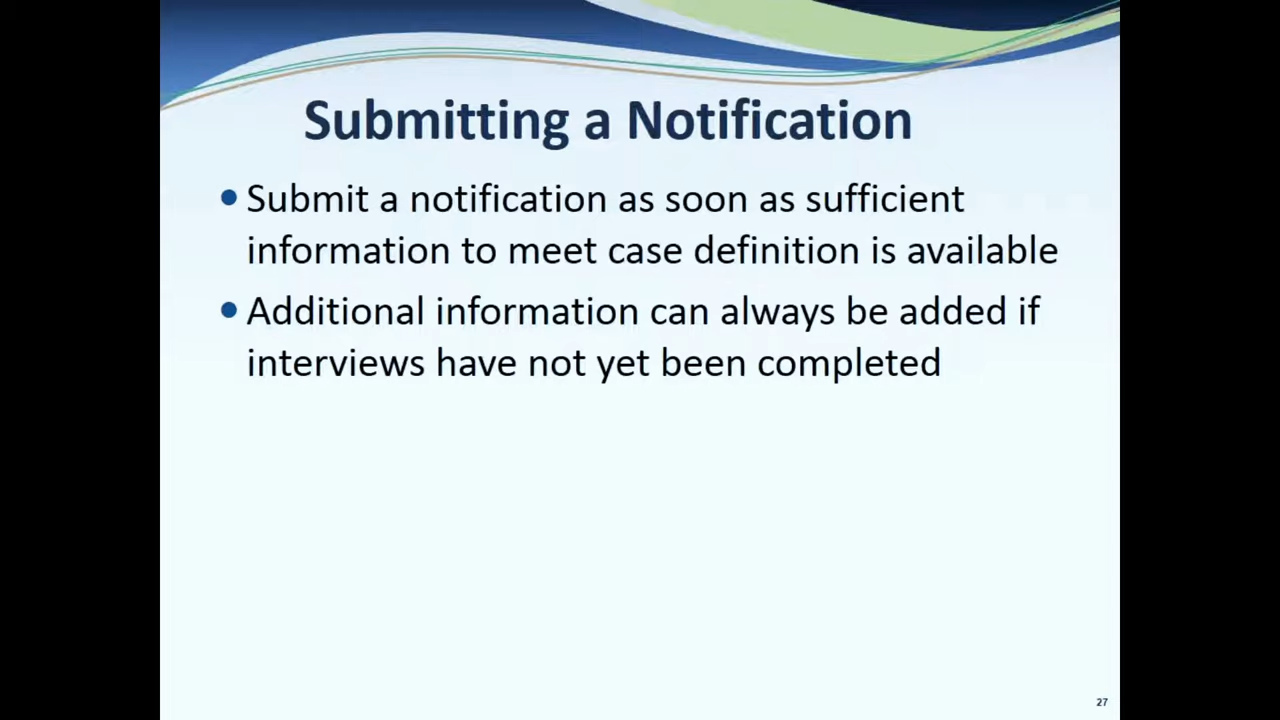 Submitting a Notification
• Submit a notification as soon as sufficient
information to meet case definition is available
• Additional information can always be added if
interviews have not yet been completed
27